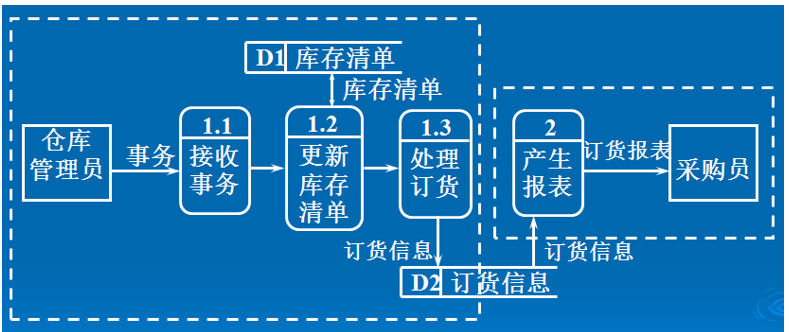 D1 库存清单
库存清单
仓库
管理员
事务
1.1
接收
事务
1.2
更新
库存
清单
1.3
处理
订货
2
产生
报表
订货报表
采购员
订货信息
订货信息
D2 订货信息